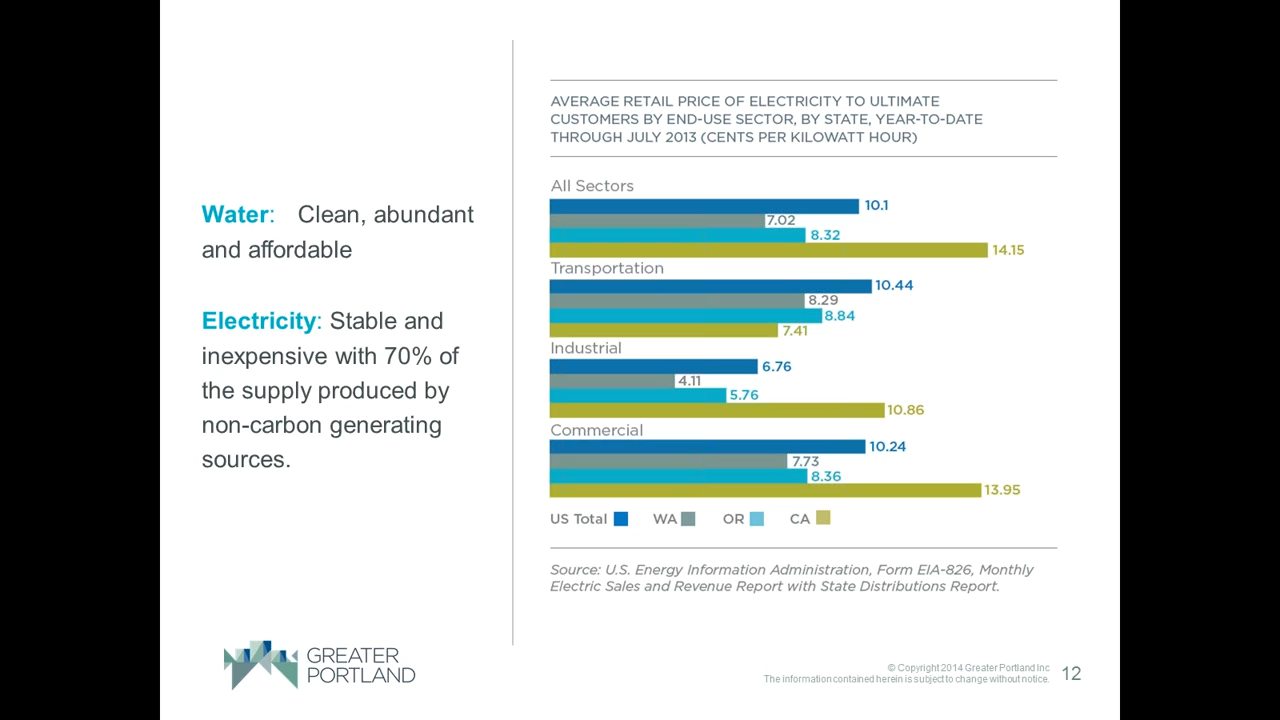 Water: Clean, abundant
and affordable
Electricity: Stable and
inexpensive with 70% of
the supply produced by
non-carbon generating
sources.
AVERAGE RETAIL PRICE OF ELECTRICITY TO ULTIMATE
CUSTOMERS BY END-USE SECTOR, BY STATE, YEAR-TO-DATE
THROUGH JULY 2013 (CENTS PER KILOWATT HOUR)
All Sectors
10.1
7.02
8.32
14.15
Transportation
10.44
8.29
8.84
7.41
Industrial
6.76
4.11
5.76
10.86
Commercial
10.24
7.73
8.36
13.95
US Total WA OR CA
Source: U.S. Energy Information Administration, Form EIA-826, Monthly
Electric Sales and Revenue Report with State Distributions Report.
GREATER
PORTLAND
© Copyright 2014 Greater Portland Inc
The information contained herein is subject to change without notice.
12